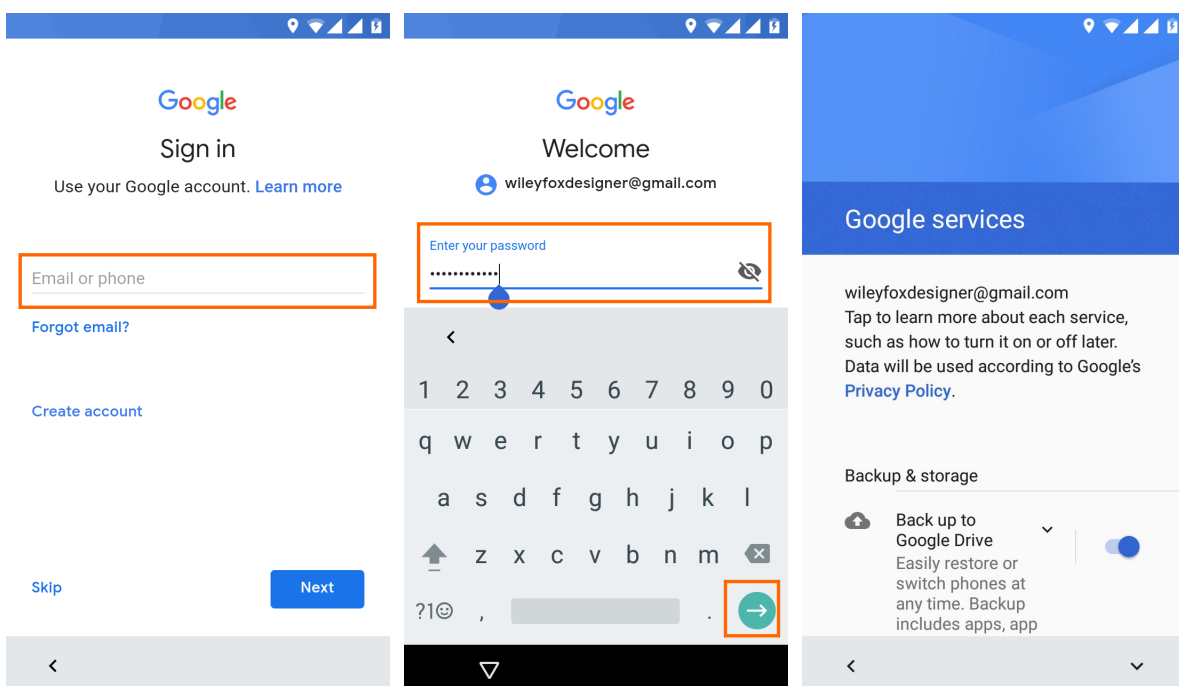 Google
Sign in
Use your Google account. Learn more
Email or phone
Forgot email?
Create account
Skip
Next
Google
Welcome
wileyfoxdesigner@gmail.com
Enter your password
••••••••••••
1 2 3 4 5 6 7 8 9 0
q w e r t y u i o p
a s d f g h j k l
z x c v b n m
?1☺ , .
Google services
wileyfoxdesigner@gmail.com
Tap to learn more about each service,
such as how to turn it on or off later.
Data will be used according to Google's
Privacy Policy.
Backup & storage
Back up to
Google Drive
Easily restore or
switch phones at
any time. Backup
includes apps, app